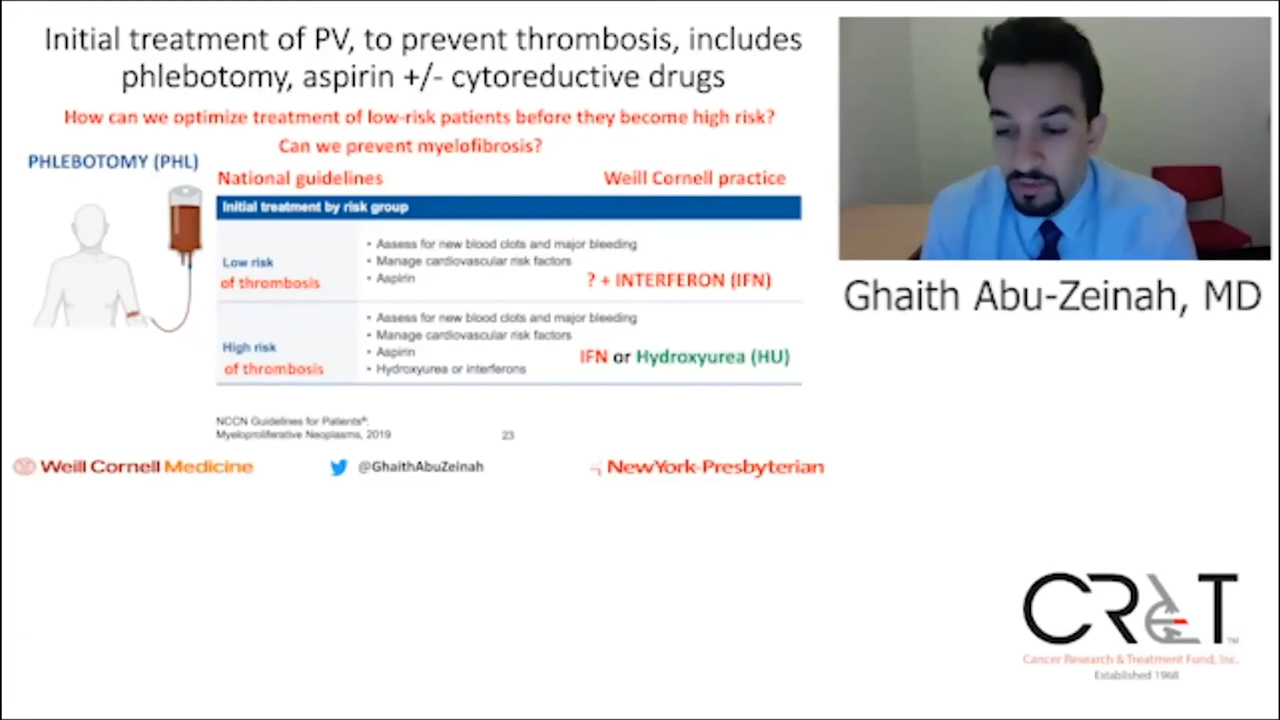 Initial treatment of PV, to prevent thrombosis, includes
phlebotomy, aspirin +/- cytoreductive drugs
How can we optimize treatment of low-risk patients before they become high risk?
Can we prevent myelofibrosis?
PHLEBOTOMY (PHL)
National guidelines
Weill Cornell practice
Initial treatment by risk group
Low risk
of thrombosis
• Assess for new blood clots and major bleeding
• Manage cardiovascular risk factors
• Aspirin
? + INTERFERON (IFN)
High risk
of thrombosis
• Assess for new blood clots and major bleeding
• Manage cardiovascular risk factors
• Aspirin
• Hydroxyurea or interferons
IFN or Hydroxyurea (HU)
NCCN Guidelines for Patients®:
Myeloproliferative Neoplasms, 2019
23
Weill Cornell Medicine
@GhaithAbuZeinah
NewYork-Presbyterian
Ghaith Abu-Zeinah, MD
CR&T™
Cancer Research & Treatment Fund, Inc.
Established 1968